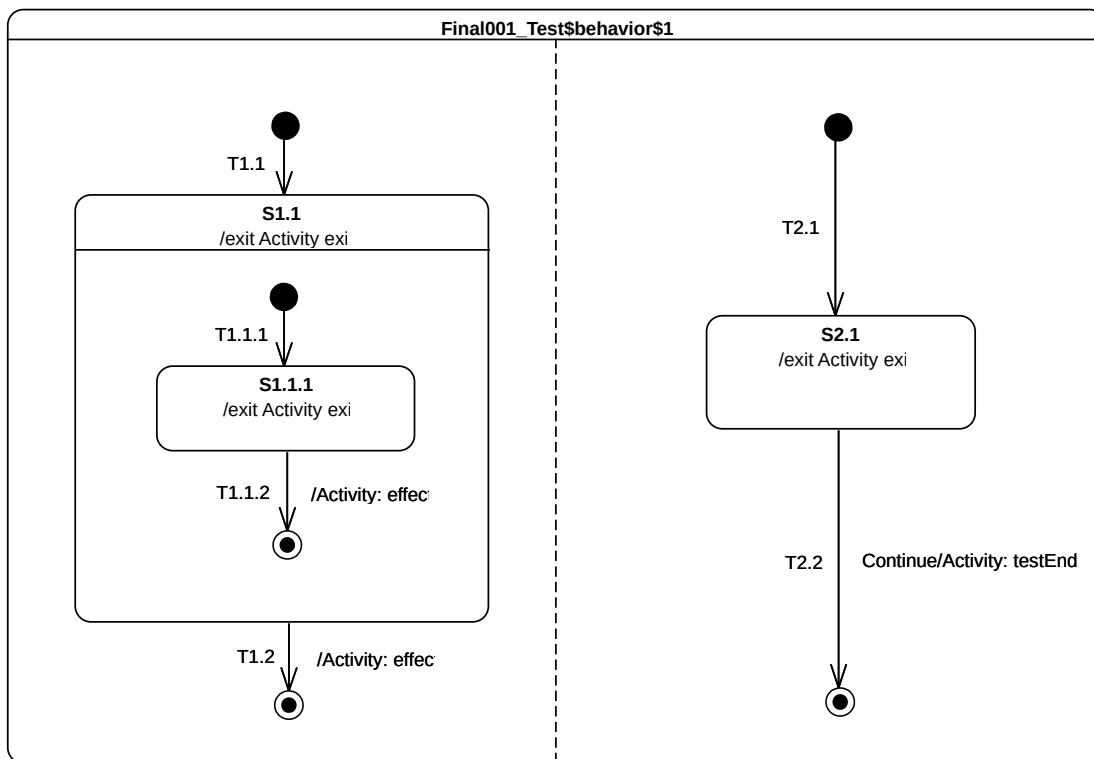 Final001_Test$behavior$1
T1.1
S1.1
/exit Activity exi
T1.1.1
S1.1.1
/exit Activity exi
T1.1.2
/Activity: effec
T1.2
/Activity: effec
T2.1
S2.1
/exit Activity exi
T2.2
Continue/Activity: testEnd